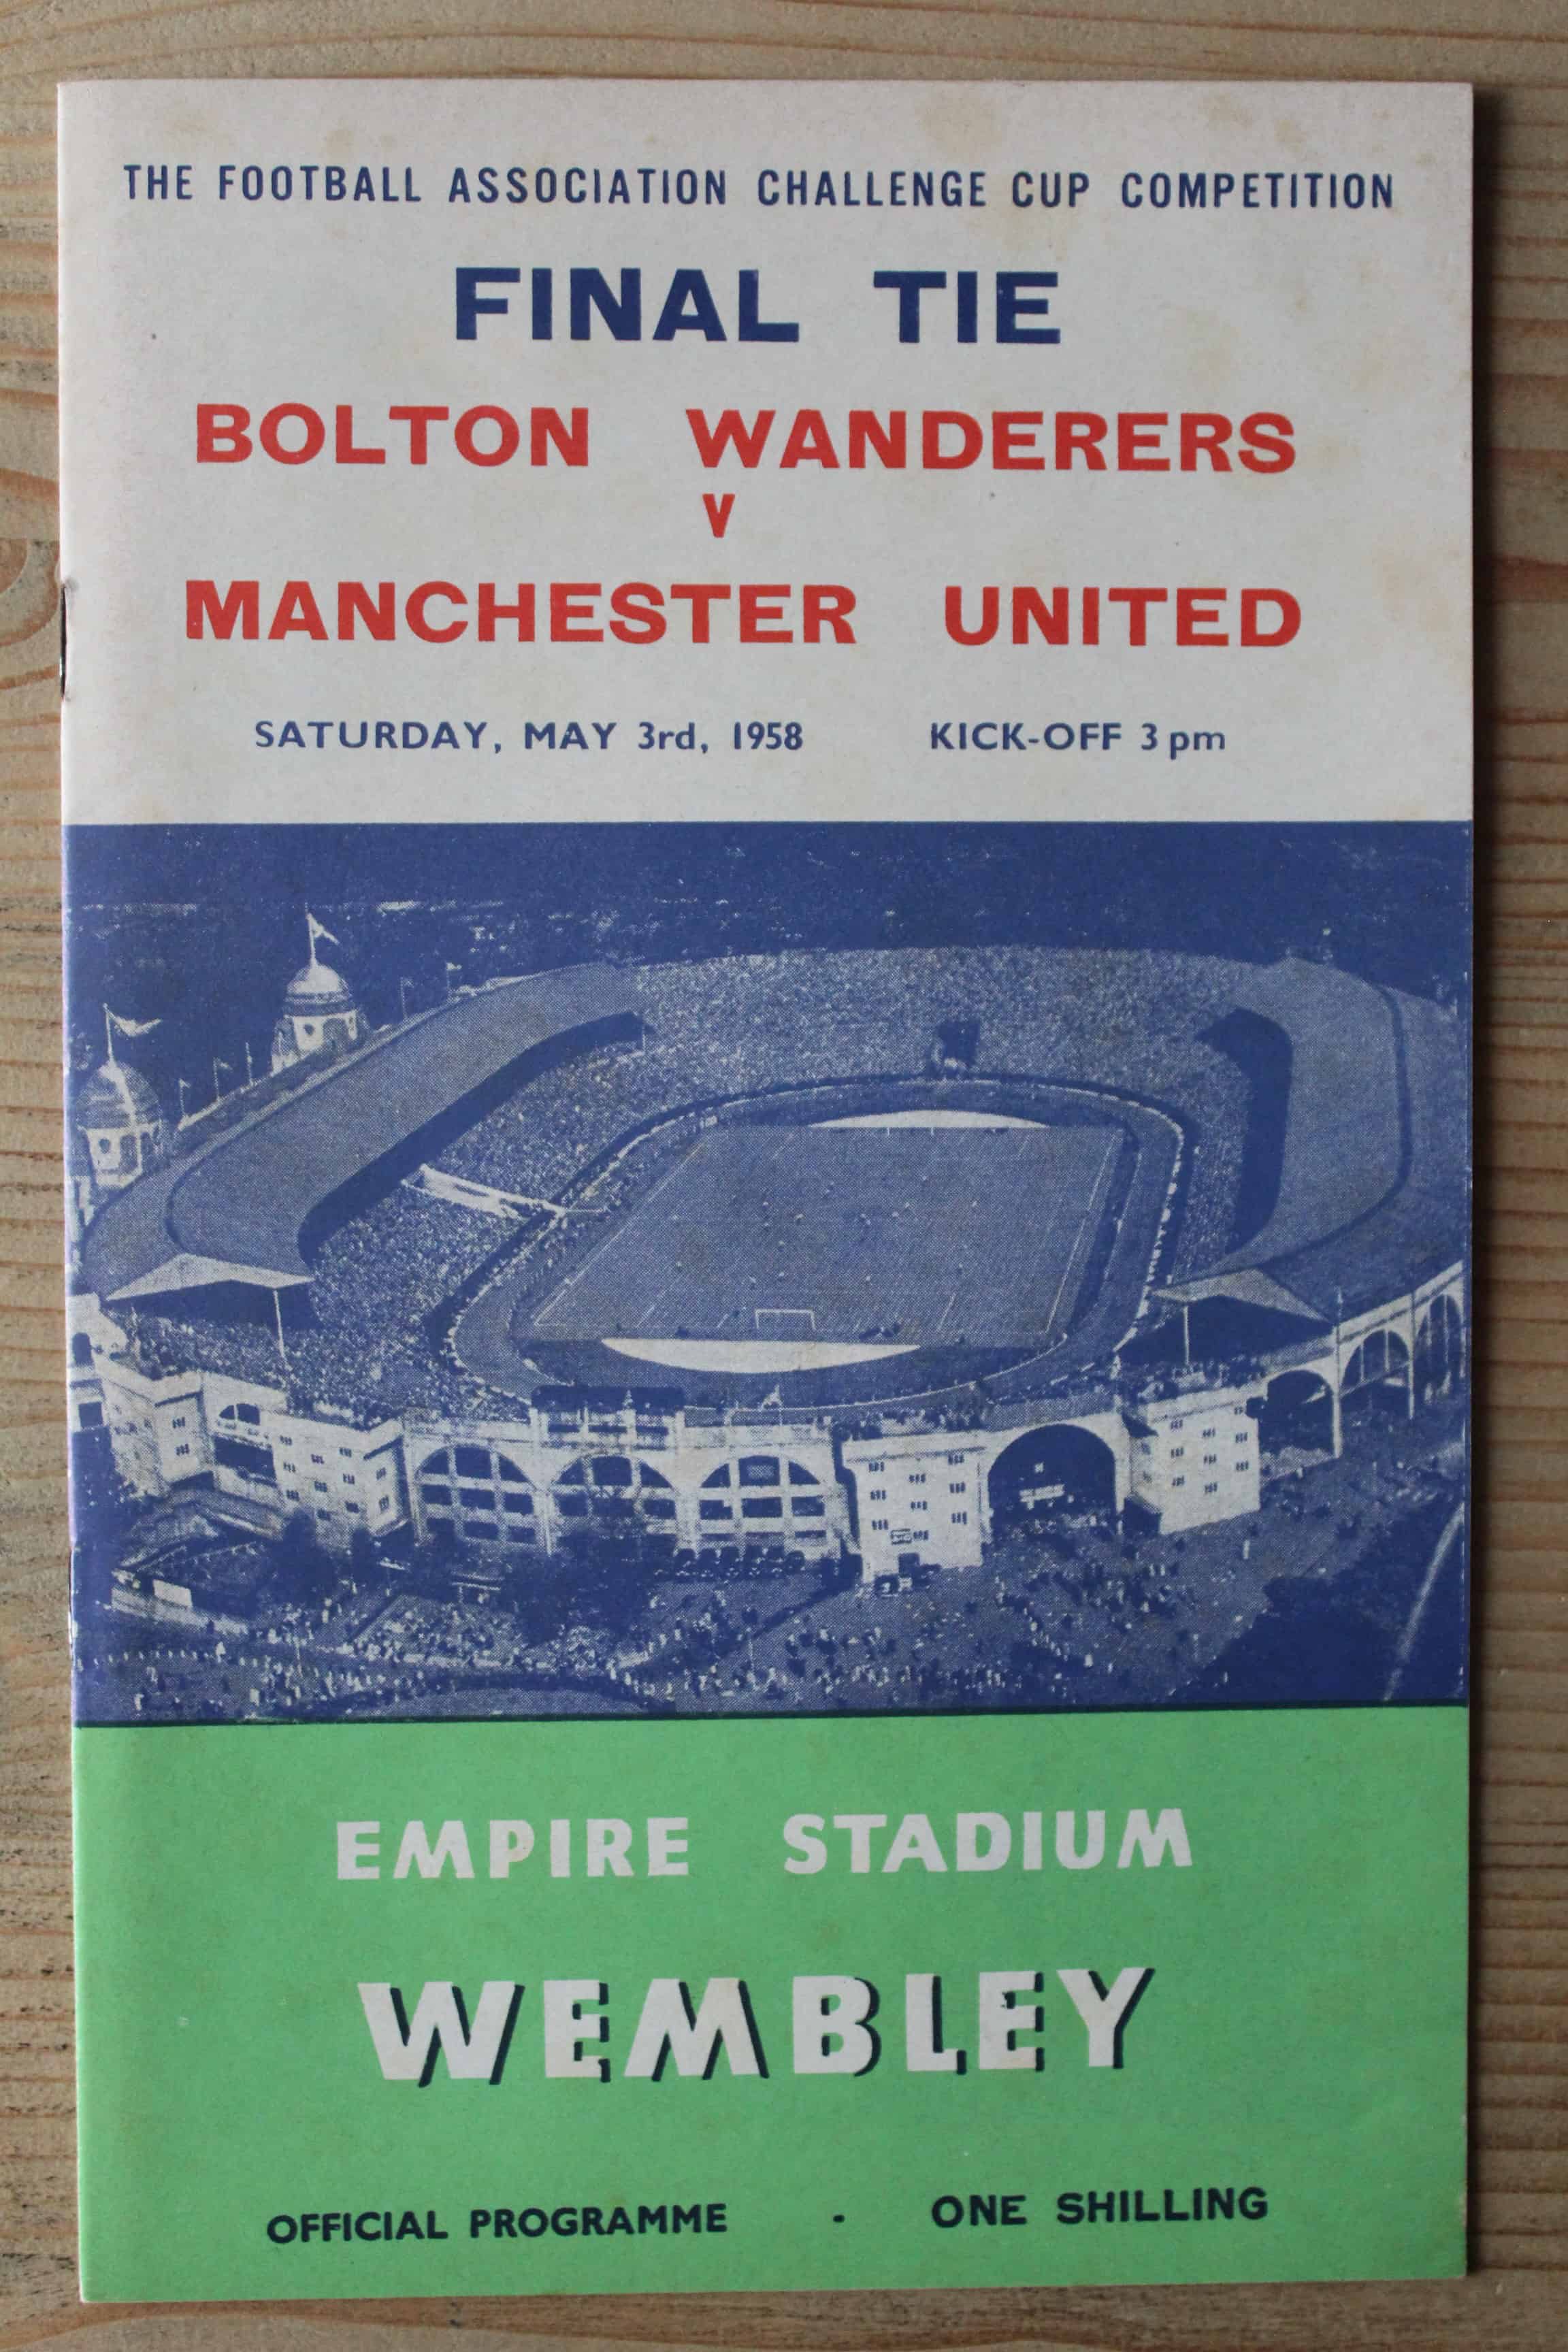 THE FOOTBALL ASSOCIATION CHALLENGE CUP COMPETITION
FINAL TIE
BOLTON WANDERERS
V
MANCHESTER UNITED
SATURDAY, MAY 3rd, 1958 KICK-OFF 3 pm
EMPIRE STADIUM
WEMBLEY
OFFICIAL PROGRAMME - ONE SHILLING